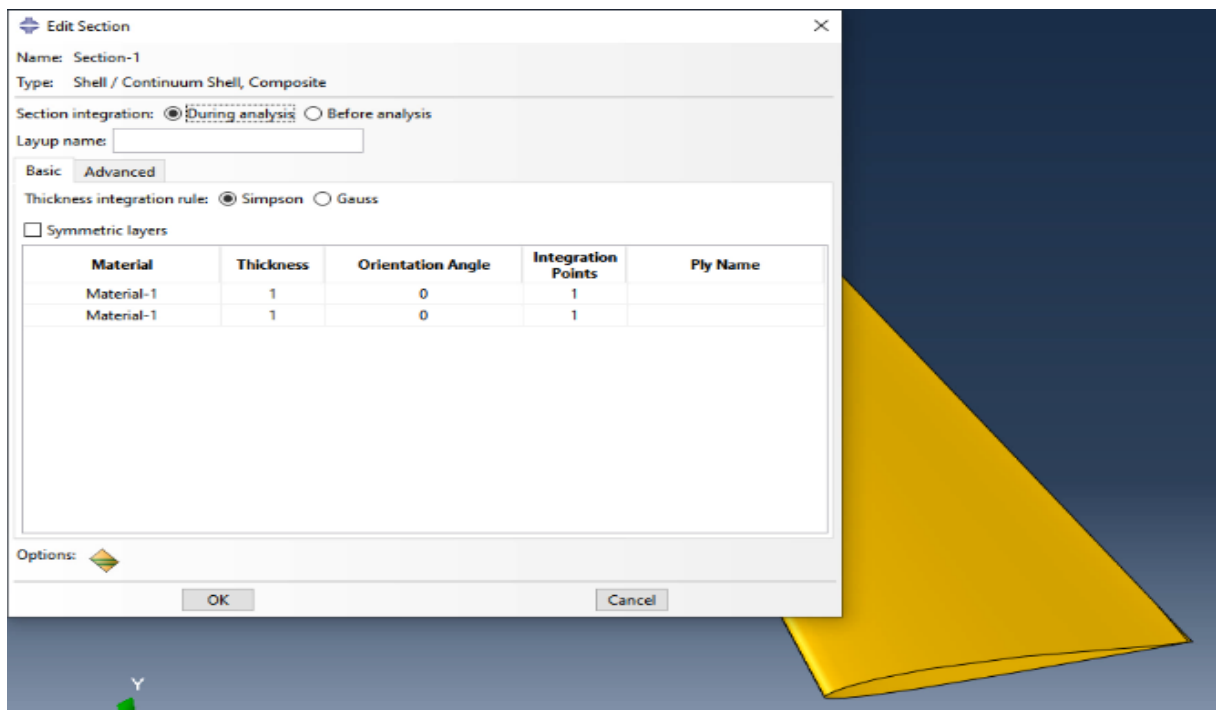 Edit Section
Name: Section-1
Type: Shell / Continuum Shell, Composite
Section integration: During analysis Before analysis
Layup name:
Basic Advanced
Thickness integration rule: Simpson Gauss
Symmetric layers
Material Thickness Orientation Angle Integration Points Ply Name
Material-1 1 0 1
Material-1 1 0 1
Options:
OK Cancel
Y